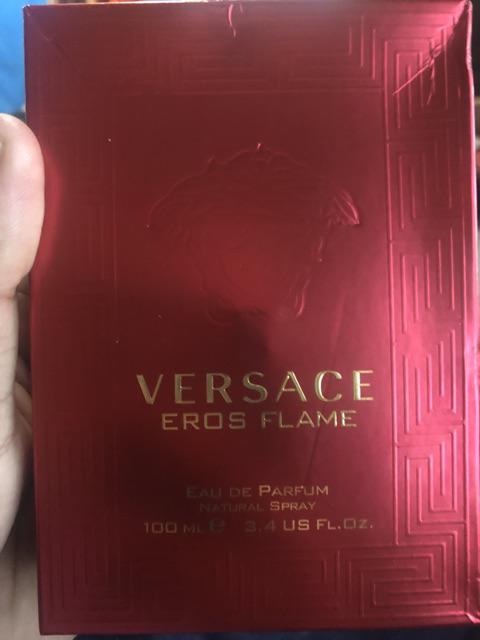 VERSACE
EROS FLAME
EAU DE PARFUM
NATURAL SPRAY
100 ML ℮ 3.4 US FL.OZ.